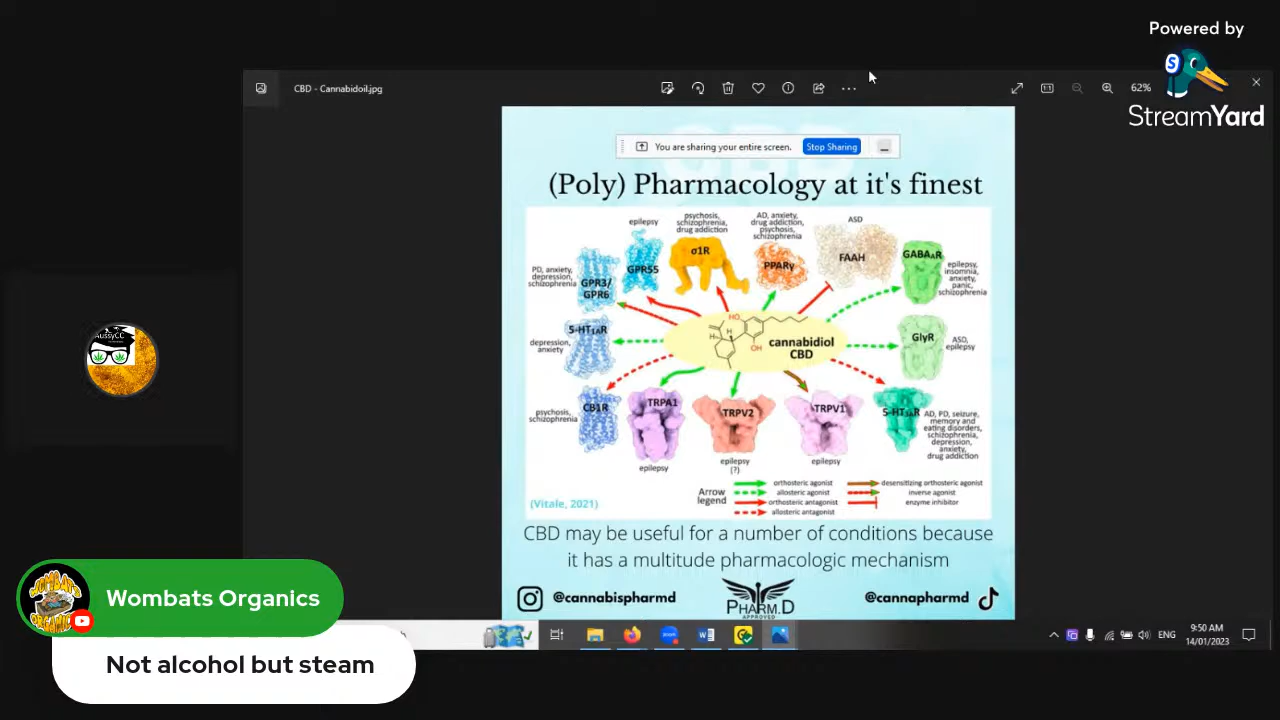 Powered by
StreamYard
CBD - Cannabidoil.jpg
62%
You are sharing your entire screen.
Stop Sharing
CBD
(Poly) Pharmacology at it's finest
epilepsy
GPR55
psychosis,
schizophrenia,
drug addiction
σ1R
AD, anxiety,
drug addiction,
psychosis,
schizophrenia
PPARγ
ASD
FAAH
GABAAR
epilepsy,
insomnia,
anxiety,
panic,
schizophrenia
PD, anxiety,
depression,
schizophrenia
GPR3/
GPR6
5-HT1AR
depression,
anxiety
HO
H
H
OH
cannabidiol
CBD
GlyR
ASD,
epilepsy
psychosis,
schizophrenia
CB1R
TRPA1
epilepsy
TRPV2
epilepsy
(?)
TRPV1
epilepsy
5-HT3AR
AD, PD, seizure,
memory and
eating disorders,
schizophrenia,
depression,
anxiety,
drug addiction
Arrow
legend
orthosteric agonist
allosteric agonist
orthosteric antagonist
allosteric antagonist
desensitizing orthosteric agonist
inverse agonist
enzyme inhibitor
(Vitale, 2021)
CBD may be useful for a number of conditions because
it has a multitude pharmacologic mechanism
@cannabispharmd
PHARM.D
APPROVED
@cannapharmd
AussyCC
Wombats Organics
Not alcohol but steam
zoom
ENG
9:50 AM
14/01/2023